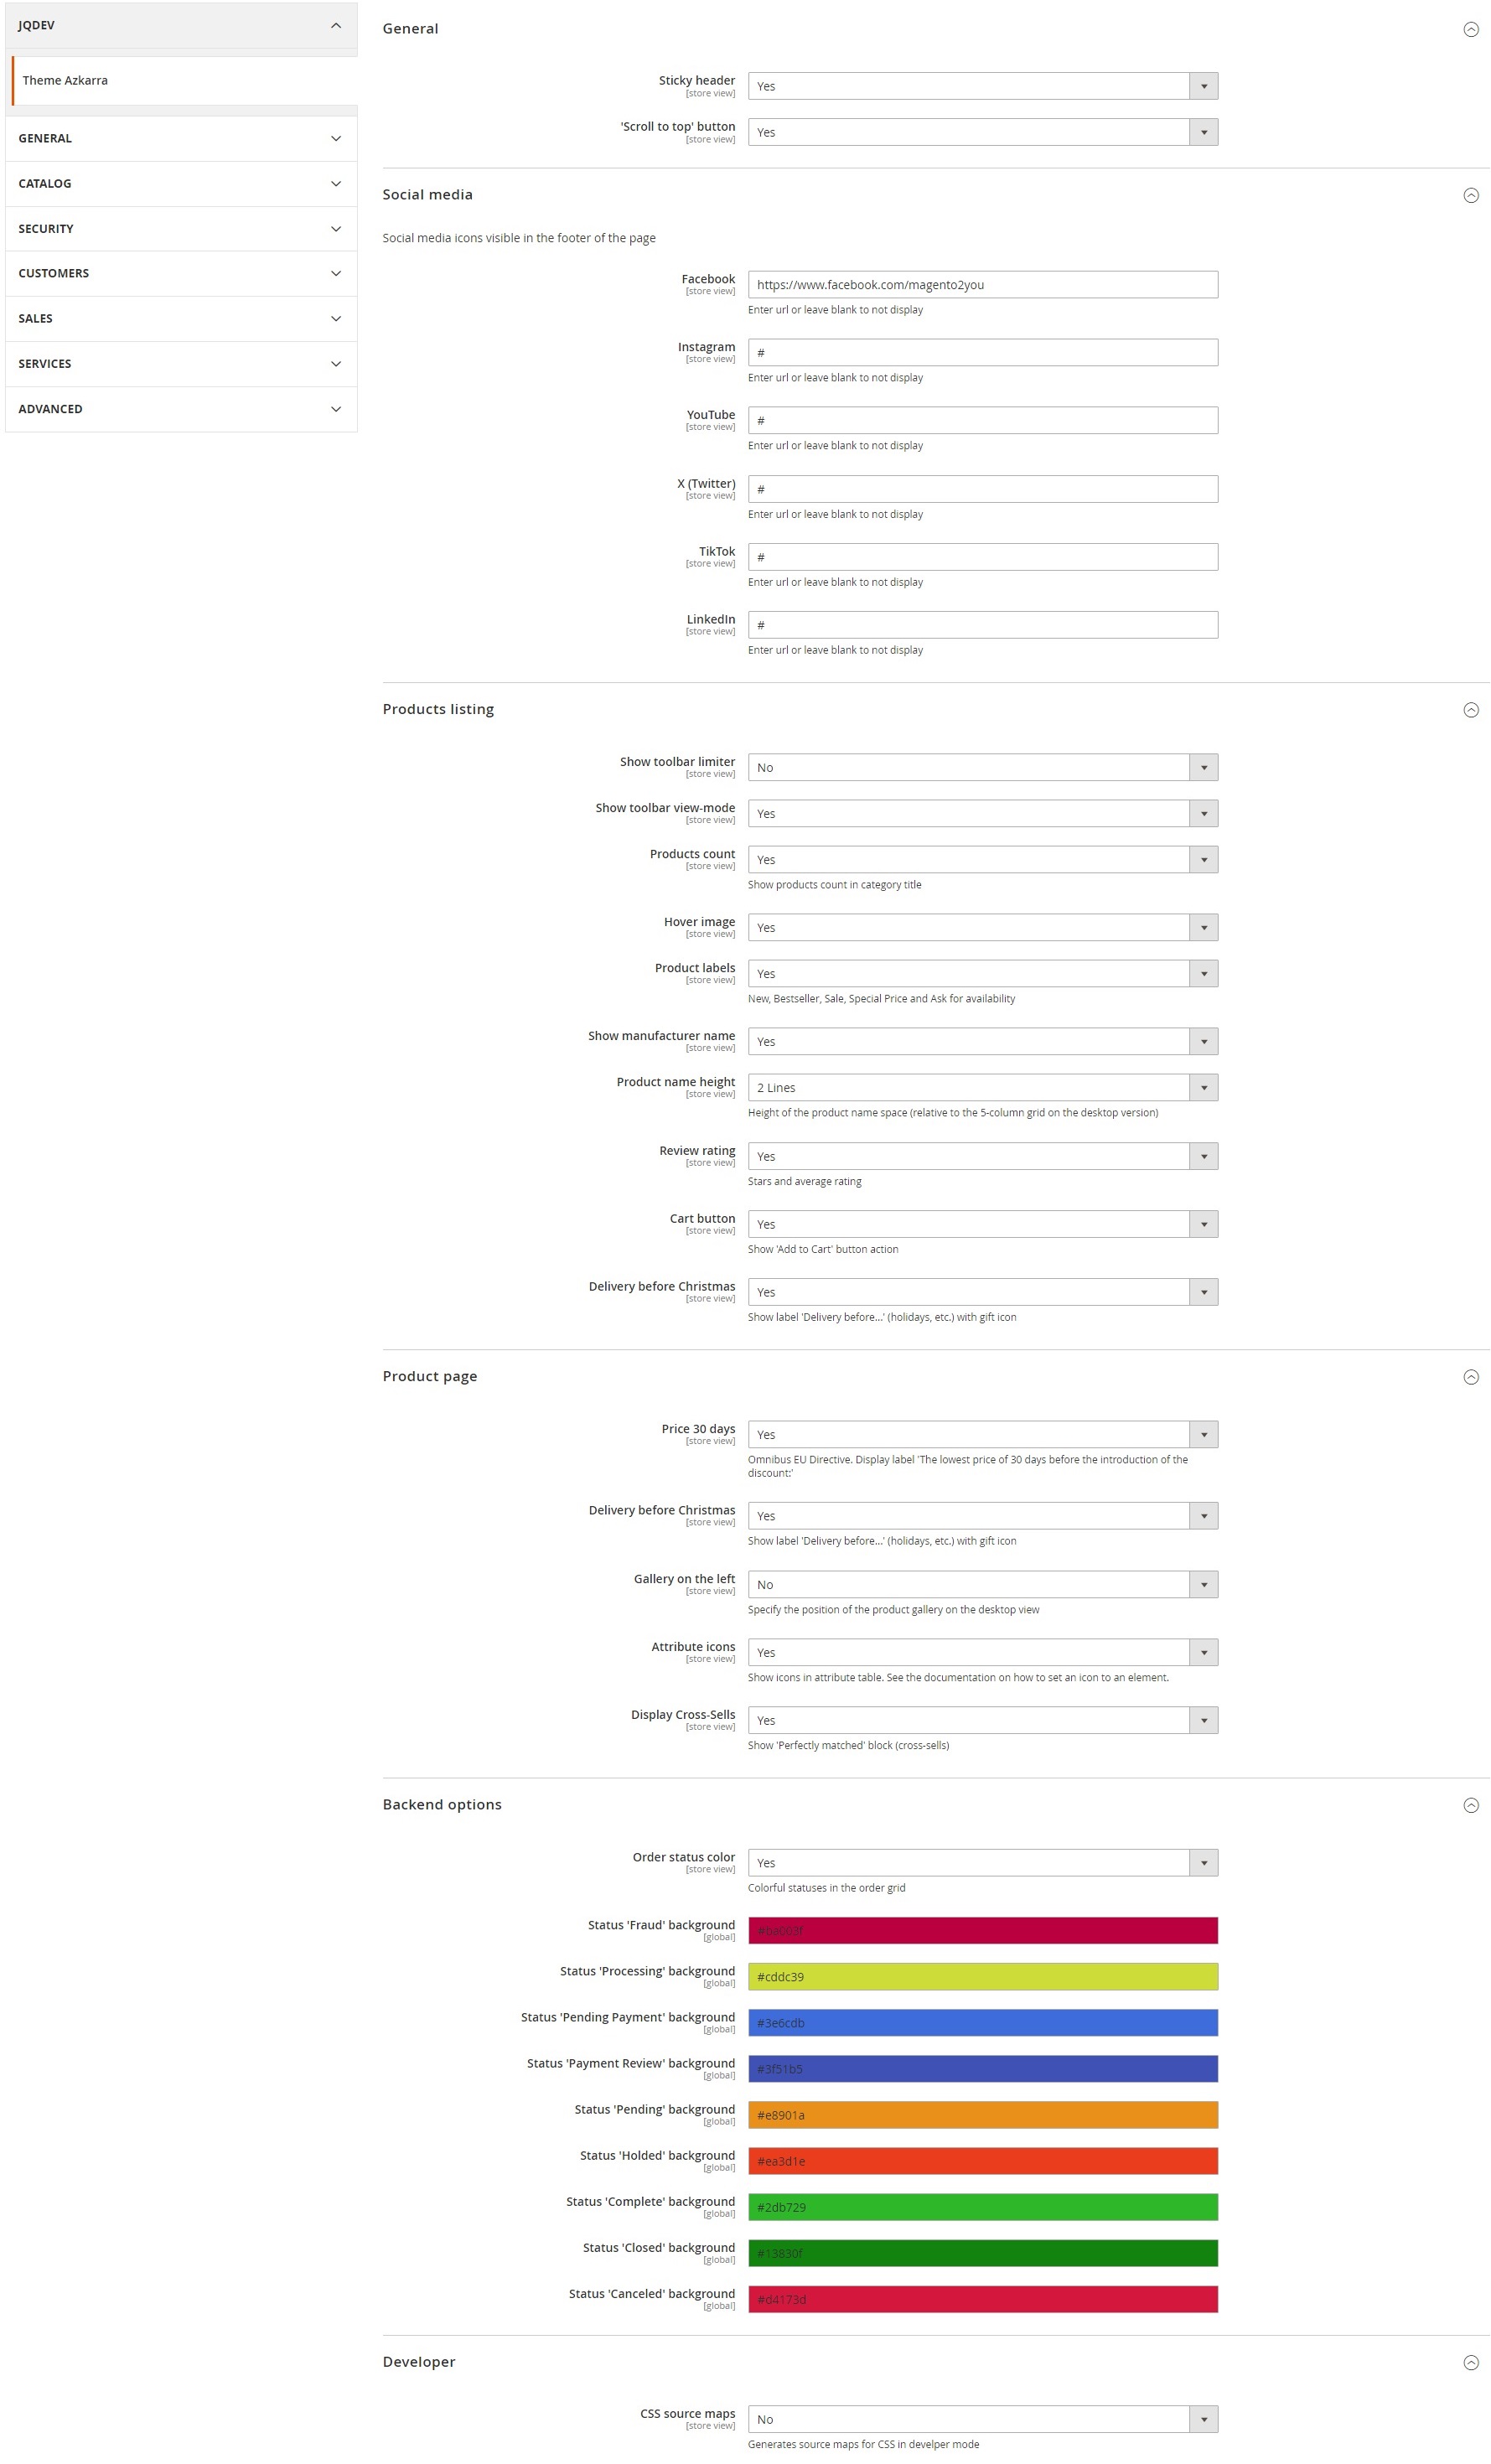 JQDEV
Theme Azkarra
GENERAL
CATALOG
SECURITY
CUSTOMERS
SALES
SERVICES
ADVANCED
General
Sticky header
[store view]
Yes
'Scroll to top' button
[store view]
Yes
Social media
Social media icons visible in the footer of the page
Facebook
[store view]
https://www.facebook.com/magento2you
Enter url or leave blank to not display
Instagram
[store view]
#
Enter url or leave blank to not display
YouTube
[store view]
#
Enter url or leave blank to not display
X (Twitter)
[store view]
#
Enter url or leave blank to not display
TikTok
[store view]
#
Enter url or leave blank to not display
LinkedIn
[store view]
#
Enter url or leave blank to not display
Products listing
Show toolbar limiter
[store view]
No
Show toolbar view-mode
[store view]
Yes
Products count
[store view]
Yes
Show products count in category title
Hover image
[store view]
Yes
Product labels
[store view]
Yes
New, Bestseller, Sale, Special Price and Ask for availability
Show manufacturer name
[store view]
Yes
Product name height
[store view]
2 Lines
Height of the product name space (relative to the 5-column grid on the desktop version)
Review rating
[store view]
Yes
Stars and average rating
Cart button
[store view]
Yes
Show 'Add to Cart' button action
Delivery before Christmas
[store view]
Yes
Show label 'Delivery before...' (holidays, etc.) with gift icon
Product page
Price 30 days
[store view]
Yes
Omnibus EU Directive. Display label 'The lowest price of 30 days before the introduction of the
discount:'
Delivery before Christmas
[store view]
Yes
Show label 'Delivery before...' (holidays, etc.) with gift icon
Gallery on the left
[store view]
No
Specify the position of the product gallery on the desktop view
Attribute icons
[store view]
Yes
Show icons in attribute table. See the documentation on how to set an icon to an element.
Display Cross-Sells
[store view]
Yes
Show 'Perfectly matched' block (cross-sells)
Backend options
Order status color
[store view]
Yes
Colorful statuses in the order grid
Status 'Fraud' background
[global]
Status 'Processing' background
[global]
#cddc39
Status 'Pending Payment' background
[global]
#3e6cdb
Status 'Payment Review' background
[global]
#3f51b5
Status 'Pending' background
[global]
#e8901a
Status 'Holded' background
[global]
#ea3d1e
Status 'Complete' background
[global]
#2db729
Status 'Closed' background
[global]
#13830f
Status 'Canceled' background
[global]
#d4173d
Developer
CSS source maps
[store view]
No
Generates source maps for CSS in develper mode